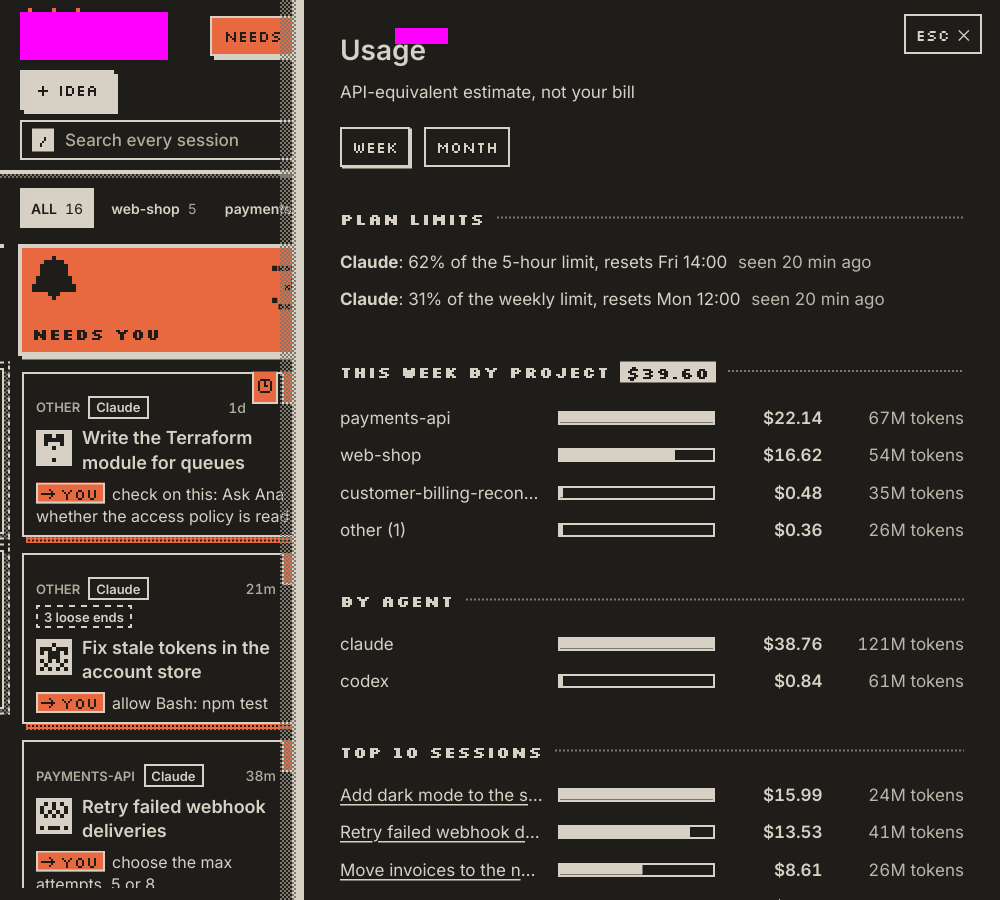 NEEDS
+ IDEA
/ Search every session
ALL 16 web-shop 5 payments
NEEDS YOU
OTHER Claude 1d
Write the Terraform
module for queues
→ YOU check on this: Ask Ana
whether the access policy is read
OTHER Claude 21m
3 loose ends
Fix stale tokens in the
account store
→ YOU allow Bash: npm test
PAYMENTS-API Claude 38m
Retry failed webhook
deliveries
→ YOU choose the max
attempts, 5 or 8
Usage
ESC ×
API-equivalent estimate, not your bill
WEEK MONTH
PLAN LIMITS
Claude: 62% of the 5-hour limit, resets Fri 14:00 seen 20 min ago
Claude: 31% of the weekly limit, resets Mon 12:00 seen 20 min ago
THIS WEEK BY PROJECT $39.60
payments-api $22.14 67M tokens
web-shop $16.62 54M tokens
customer-billing-recon... $0.48 35M tokens
other (1) $0.36 26M tokens
BY AGENT
claude $38.76 121M tokens
codex $0.84 61M tokens
TOP 10 SESSIONS
Add dark mode to the s... $15.99 24M tokens
Retry failed webhook d... $13.53 41M tokens
Move invoices to the n... $8.61 26M tokens